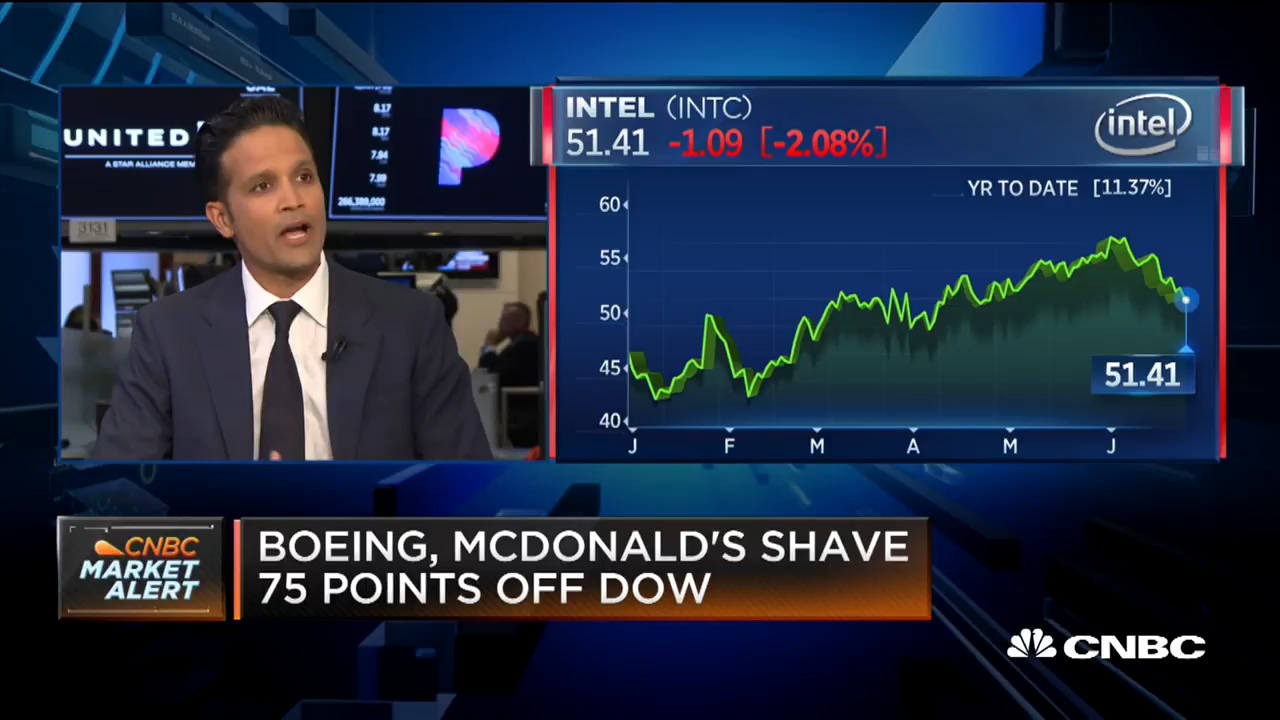 UNITED
A STAR ALLIANCE MEM
8.17
8.17
7.84
7.99
266,389,000
3131
INTEL (INTC)
51.41 -1.09 [-2.08%]
intel
YR TO DATE [11.37%]
60
55
50
45
40
51.41
J F M A M J
CNBC
MARKET
ALERT
BOEING, MCDONALD'S SHAVE
75 POINTS OFF DOW
CNBC